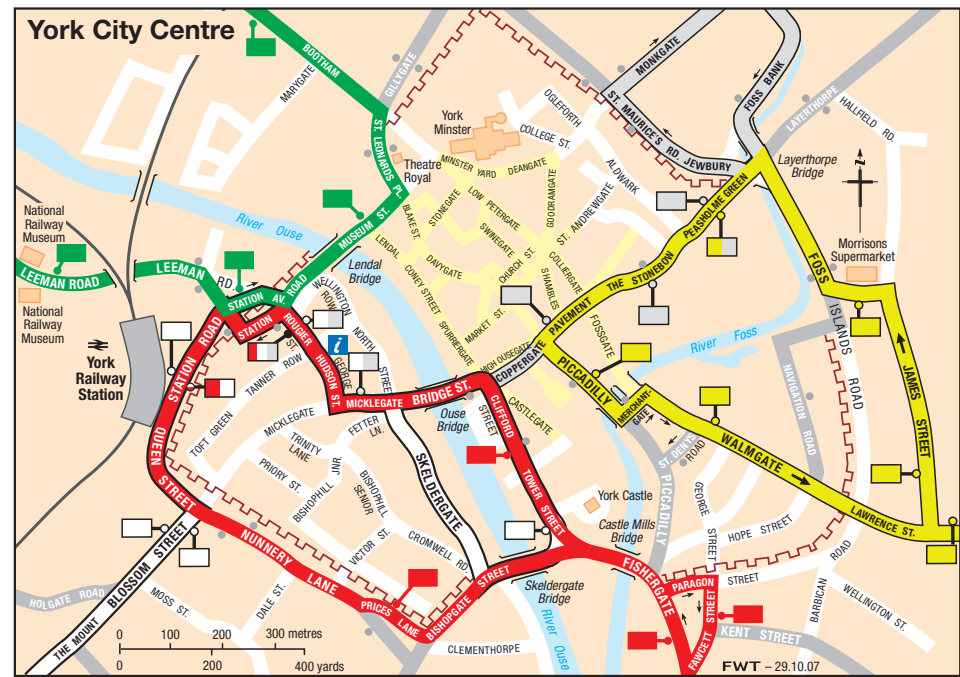 York City Centre
BOOTHAM
GILLYGATE
MARYGATE
ST. LEONARDS PL.
MONKGATE
FOSS BANK
ST. MAURICE'S RD. JEWBURY
LAYERTHORPE
HALLFIELD RD.
OGLEFORTH
York
Minster
COLLEGE ST.
ALDWARK
Theatre
Royal
MINSTER YARD
DEANGATE
Layerthorpe
Bridge
PEASHOLME GREEN
National
Railway
Museum
River Ouse
MUSEUM ST.
BLAKE ST.
STONEGATE
LOW PETERGATE
GOODRAMGATE
ST. ANDREWGATE
SWINEGATE
LENDAL
LEEMAN ROAD
LEEMAN
RD.
Lendal
Bridge
DAVYGATE
CHURCH ST.
COLLIERGATE
SHAMBLES
CONEY STREET
Morrisons
Supermarket
FOSS
ISLANDS
ROAD
National
Railway
Museum
STATION AV.
ROAD
WELLINGTON
ROW
STATION
ROUGIER
ST.
NORTH
STREET
SPURRIERGATE
MARKET ST.
PAVEMENT
THE STONEBOW
FOSSGATE
River Foss
STATION ROAD
York
Railway
Station
TANNER ROW
i
GEORGE
HUDSON ST.
HIGH OUSEGATE
COPPERGATE
PICCADILLY
MERCHANT-
GATE
CASTLEGATE
MICKLEGATE
BRIDGE ST.
Ouse
Bridge
CLIFFORD
STREET
TOFT GREEN
MICKLEGATE
FETTER
LN.
TRINITY
LANE
PRIORY ST.
BISHOPHILL
JNR.
BISHOPHILL
SENIOR
SKELDERGATE
WALMGATE
ST. DENYS
ROAD
PICCADILLY
NAVIGATION ROAD
JAMES
STREET
LAWRENCE ST.
QUEEN
STREET
TOWER
STREET
York Castle
Castle Mills
Bridge
GEORGE
STREET
HOPE STREET
NUNNERY
LANE
VICTOR ST.
CROMWELL
RD.
STREET
FISHERGATE
PARAGON
STREET
BARBICAN
ROAD
WELLINGTON
ST.
BLOSSOM STREET
THE MOUNT
HOLGATE ROAD
MOSS ST.
DALE ST.
PRICES
LANE
BISHOPGATE
Skeldergate
Bridge
River
Ouse
CLEMENTHORPE
FAWCETT
STREET
KENT STREET
0 100 200 300 metres
0 200 400 yards
FWT – 29.10.07